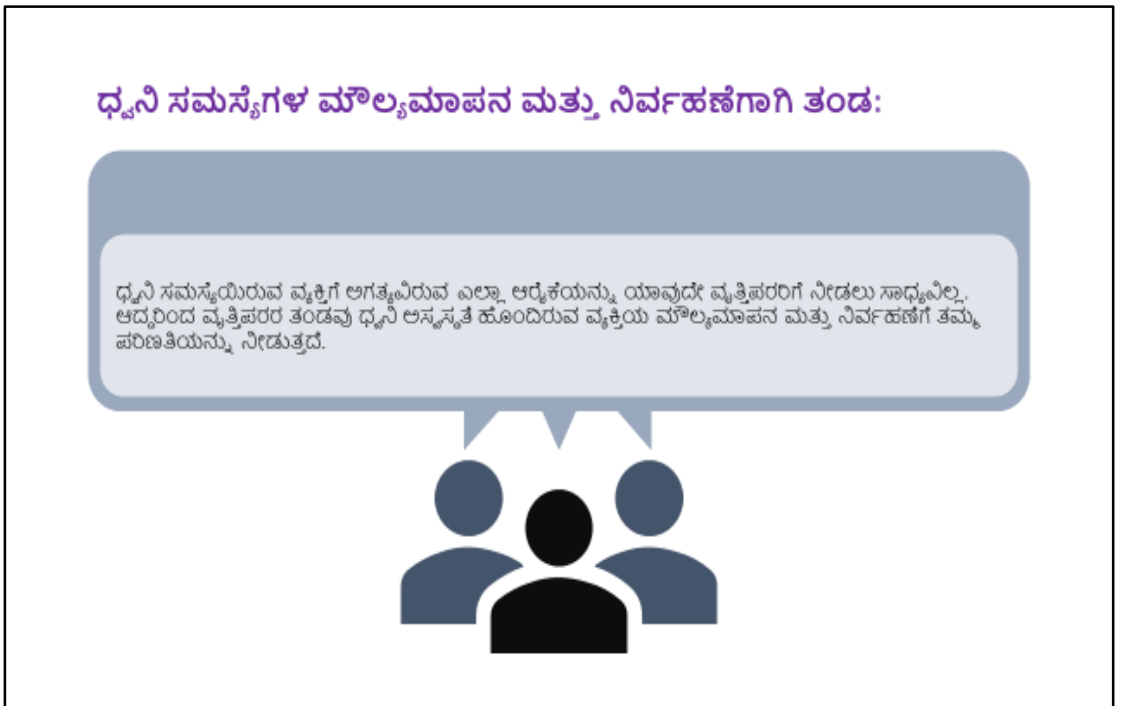 ಧ್ವನಿ ಸಮಸ್ಯೆಗಳ ಮೌಲ್ಯಮಾಪನ ಮತ್ತು ನಿರ್ವಹಣೆಗಾಗಿ ತಂಡ:
ಧ್ವನಿ ಸಮಸ್ಯೆಯಿರುವ ವ್ಯಕ್ತಿಗೆ ಅಗತ್ಯವಿರುವ ಎಲ್ಲಾ ಆರೈಕೆಯನ್ನು ಯಾವುದೇ ವೃತ್ತಿಪರರಿಗೆ ನೀಡಲು ಸಾಧ್ಯವಿಲ್ಲ.
ಆದ್ದರಿಂದ ವೃತ್ತಿಪರರ ತಂಡವು ಧ್ವನಿ ಅಸ್ವಸ್ಥತೆ ಹೊಂದಿರುವ ವ್ಯಕ್ತಿಯ ಮೌಲ್ಯಮಾಪನ ಮತ್ತು ನಿರ್ವಹಣೆಗೆ ತಮ್ಮ
ಪರಿಣತಿಯನ್ನು ನೀಡುತ್ತದೆ.